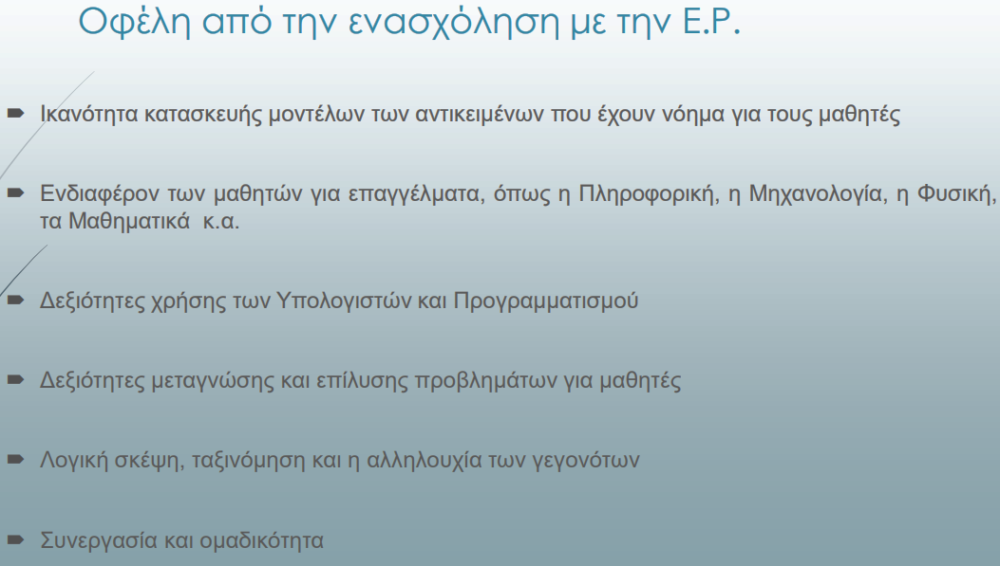 Οφέλη από την ενασχόληση με την Ε.Ρ.
Ικανότητα κατασκευής μοντέλων των αντικειμένων που έχουν νόημα για τους μαθητές
Ενδιαφέρον των μαθητών για επαγγέλματα, όπως η Πληροφορική, η Μηχανολογία, η Φυσική,
τα Μαθηματικά κ.α.
Δεξιότητες χρήσης των Υπολογιστών και Προγραμματισμού
Δεξιότητες μεταγνώσης και επίλυσης προβλημάτων για μαθητές
Λογική σκέψη, ταξινόμηση και η αλληλουχία των γεγονότων
Συνεργασία και ομαδικότητα